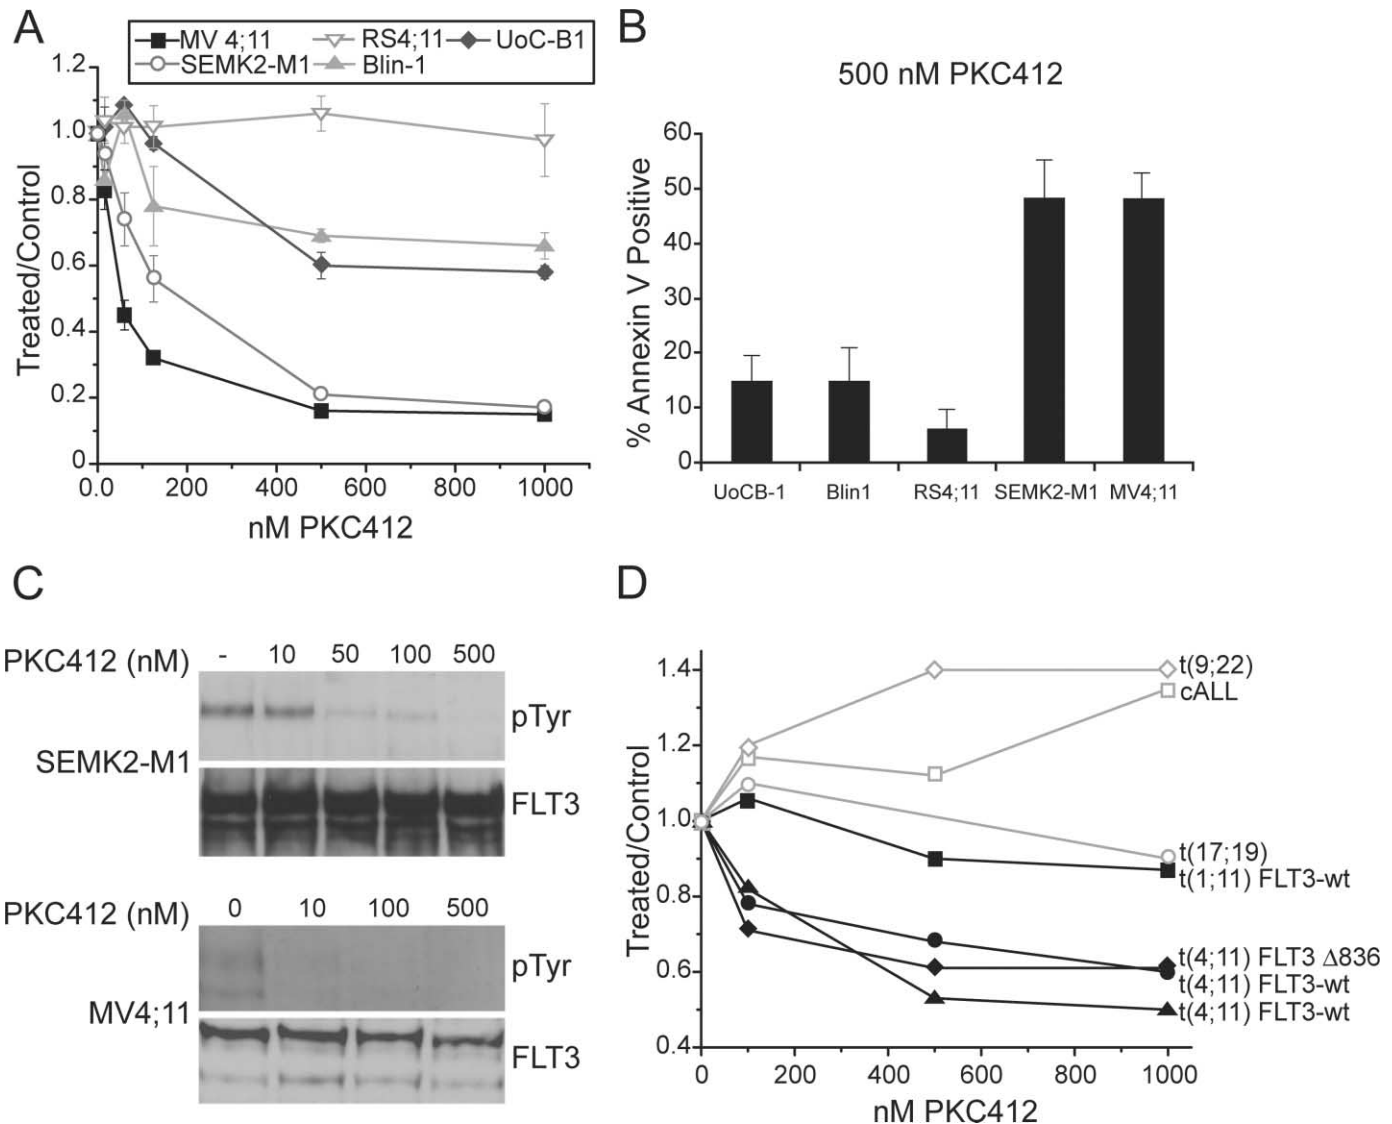 A
MV 4;11 RS4;11 UoC-B1
SEMK2-M1 Blin-1
1.2
1.0
0.8
0.6
0.4
0.2
0
Treated/Control
0.0 200 400 600 800 1000
nM PKC412
B
500 nM PKC412
60
50
40
30
20
10
0
% Annexin V Positive
UoCB-1 Blin1 RS4;11 SEMK2-M1 MV4;11
C
PKC412 (nM) - 10 50 100 500
pTyr
SEMK2-M1
FLT3
PKC412 (nM) 0 10 100 500
pTyr
MV4;11
FLT3
D
1.4
1.2
1.0
0.8
0.6
0.4
Treated/Control
t(9;22)
cALL
t(17;19)
t(1;11) FLT3-wt
t(4;11) FLT3 Δ836
t(4;11) FLT3-wt
t(4;11) FLT3-wt
0 200 400 600 800 1000
nM PKC412